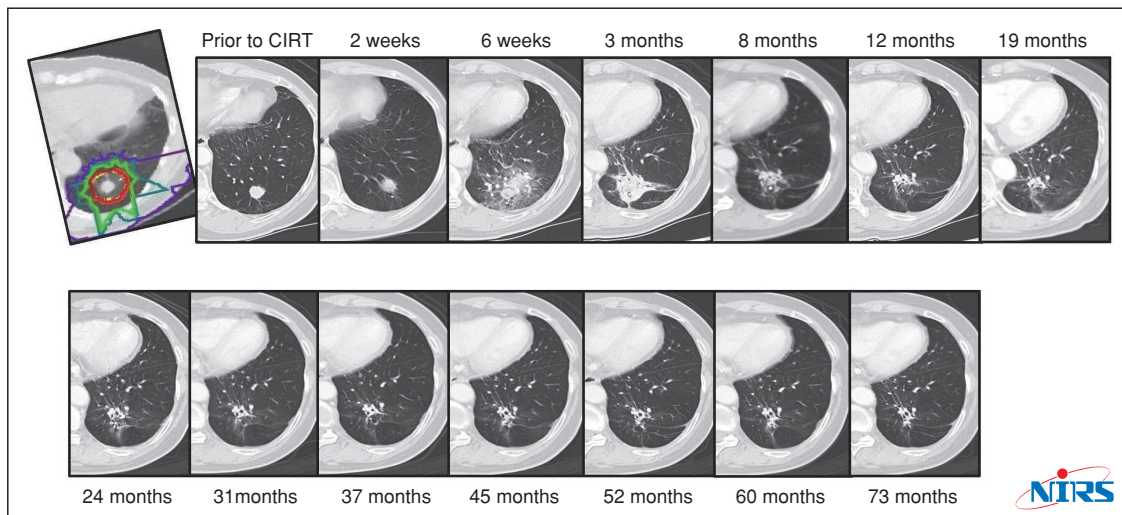 Prior to CIRT 2 weeks 6 weeks 3 months 8 months 12 months 19 months
24 months 31months 37 months 45 months 52 months 60 months 73 months
NIRS